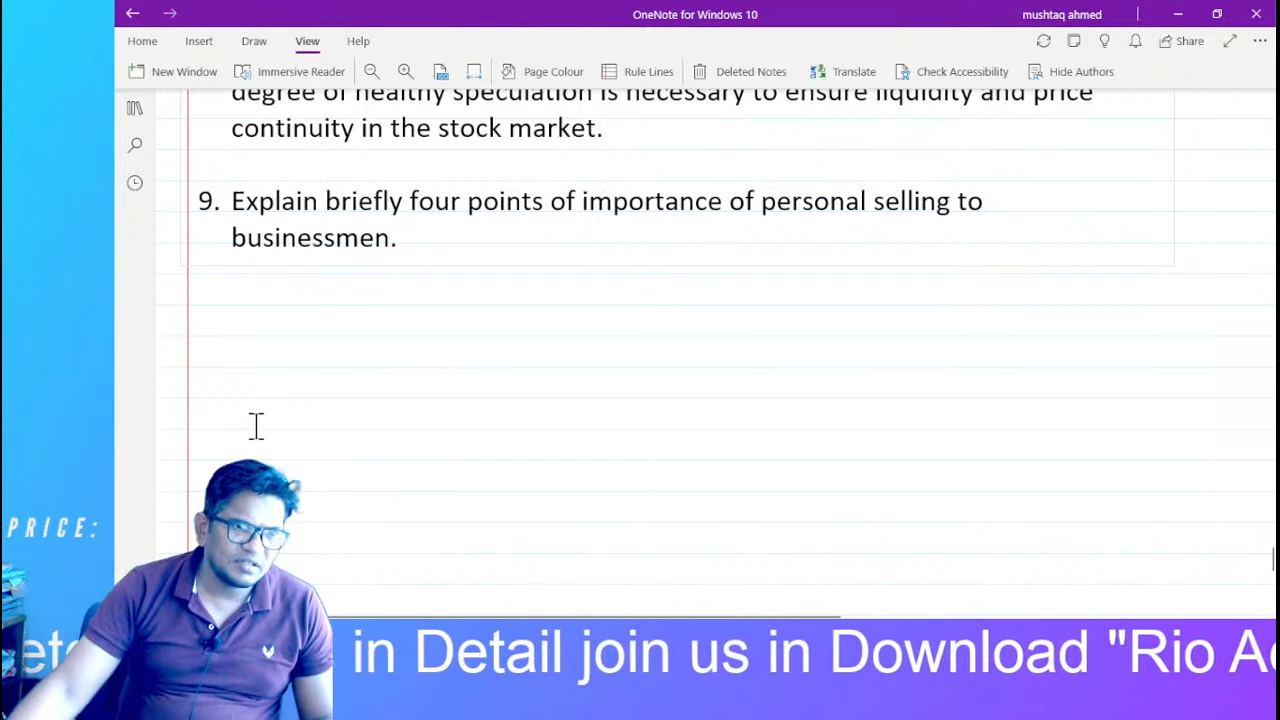 OneNote for Windows 10
mushtaq ahmed
Home Insert Draw View Help
Share
New Window Immersive Reader Page Colour Rule Lines Deleted Notes Translate Check Accessibility Hide Authors
degree of healthy speculation is necessary to ensure liquidity and price
continuity in the stock market.
9. Explain briefly four points of importance of personal selling to
businessmen.
PRICE:
in Detail join us in Download "Rio